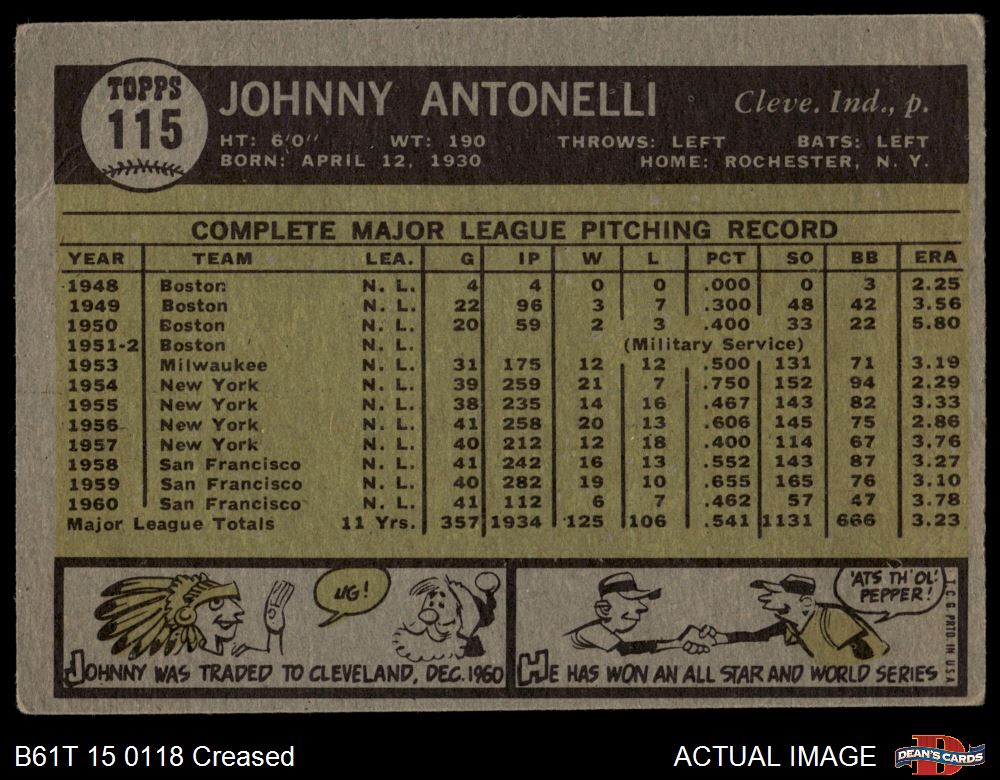 TOPPS
115
JOHNNY ANTONELLI Cleve. Ind., p.
HT: 6'0" WT: 190 THROWS: LEFT BATS: LEFT
BORN: APRIL 12, 1930 HOME: ROCHESTER, N. Y.
COMPLETE MAJOR LEAGUE PITCHING RECORD
YEAR TEAM LEA. G IP W L PCT SO BB ERA
1948 Boston N. L. 4 4 0 0 .000 0 3 2.25
1949 Boston N. L. 22 96 3 7 .300 48 42 3.56
1950 Boston N. L. 20 59 2 3 .400 33 22 5.80
1951-2 Boston N. L. (Military Service)
1953 Milwaukee N. L. 31 175 12 12 .500 131 71 3.19
1954 New York N. L. 39 259 21 7 .750 152 94 2.29
1955 New York N. L. 38 235 14 16 .467 143 82 3.33
1956 New York N. L. 41 258 20 13 .606 145 75 2.86
1957 New York N. L. 40 212 12 18 .400 114 67 3.76
1958 San Francisco N. L. 41 242 16 13 .552 143 87 3.27
1959 San Francisco N. L. 40 282 19 10 .655 165 76 3.10
1960 San Francisco N. L. 41 112 6 7 .462 57 47 3.78
Major League Totals 11 Yrs. 357 1934 125 106 .541 1131 666 3.23
UG!
JOHNNY WAS TRADED TO CLEVELAND, DEC. 1960
'ATS TH' OL'
PEPPER!
HE HAS WON AN ALL STAR AND WORLD SERIES
T.C.G. PRTD. IN U.S.A.
B61T 15 0118 Creased
ACTUAL IMAGE
DEAN'S CARDS